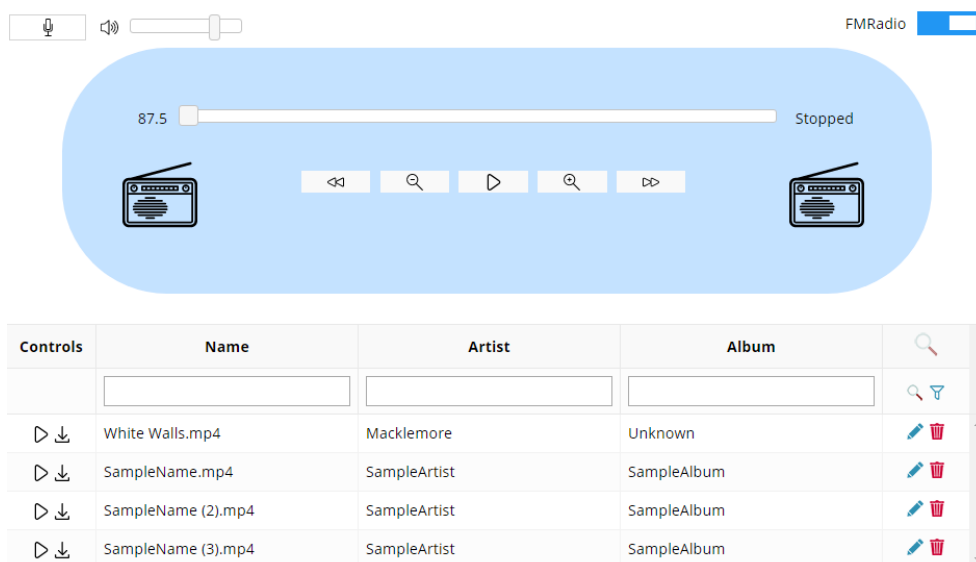 FMRadio
87.5 Stopped
Controls Name Artist Album
White Walls.mp4 Macklemore Unknown
SampleName.mp4 SampleArtist SampleAlbum
SampleName (2).mp4 SampleArtist SampleAlbum
SampleName (3).mp4 SampleArtist SampleAlbum